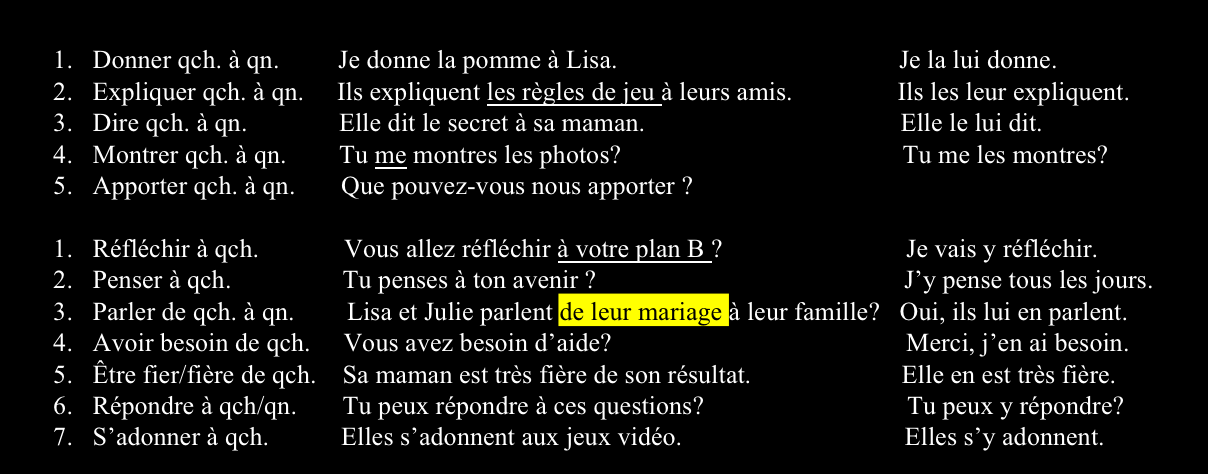 1. Donner qch. à qn. Je donne la pomme à Lisa. Je la lui donne.
2. Expliquer qch. à qn. Ils expliquent les règles de jeu à leurs amis. Ils les leur expliquent.
3. Dire qch. à qn. Elle dit le secret à sa maman. Elle le lui dit.
4. Montrer qch. à qn. Tu me montres les photos? Tu me les montres?
5. Apporter qch. à qn. Que pouvez-vous nous apporter ?
1. Réfléchir à qch. Vous allez réfléchir à votre plan B ? Je vais y réfléchir.
2. Penser à qch. Tu penses à ton avenir ? J’y pense tous les jours.
3. Parler de qch. à qn. Lisa et Julie parlent de leur mariage à leur famille? Oui, ils lui en parlent.
4. Avoir besoin de qch. Vous avez besoin d’aide? Merci, j’en ai besoin.
5. Être fier/fière de qch. Sa maman est très fière de son résultat. Elle en est très fière.
6. Répondre à qch/qn. Tu peux répondre à ces questions? Tu peux y répondre?
7. S’adonner à qch. Elles s’adonnent aux jeux vidéo. Elles s’y adonnent.